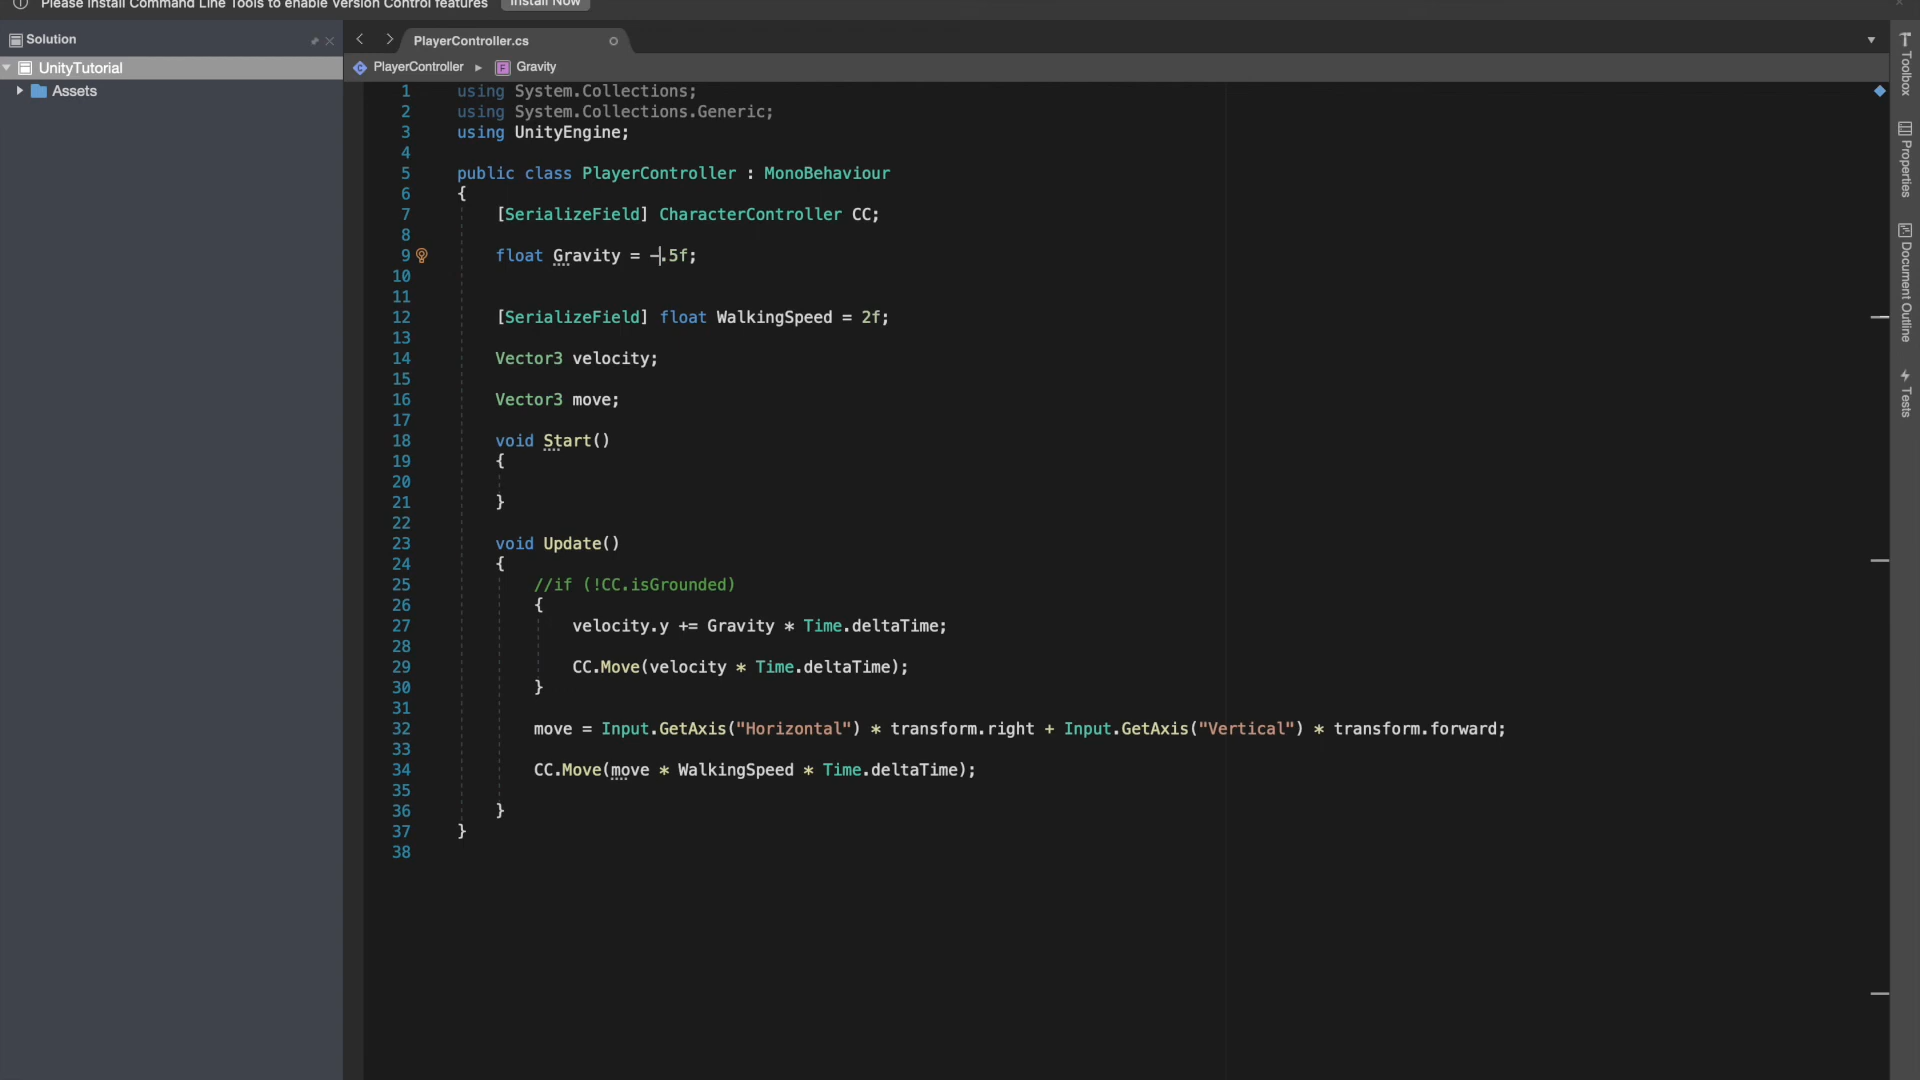 Please install Command Line Tools to enable Version Control features Install Now
Solution
UnityTutorial
Assets
PlayerController.cs
PlayerController ▸ Gravity
1 using System.Collections;
2 using System.Collections.Generic;
3 using UnityEngine;
4
5 public class PlayerController : MonoBehaviour
6 {
7 [SerializeField] CharacterController CC;
8
9 float Gravity = -.5f;
10
11
12 [SerializeField] float WalkingSpeed = 2f;
13
14 Vector3 velocity;
15
16 Vector3 move;
17
18 void Start()
19 {
20
21 }
22
23 void Update()
24 {
25 //if (!CC.isGrounded)
26 {
27 velocity.y += Gravity * Time.deltaTime;
28
29 CC.Move(velocity * Time.deltaTime);
30 }
31
32 move = Input.GetAxis("Horizontal") * transform.right + Input.GetAxis("Vertical") * transform.forward;
33
34 CC.Move(move * WalkingSpeed * Time.deltaTime);
35
36 }
37 }
38
Toolbox
Properties
Document Outline
Tests